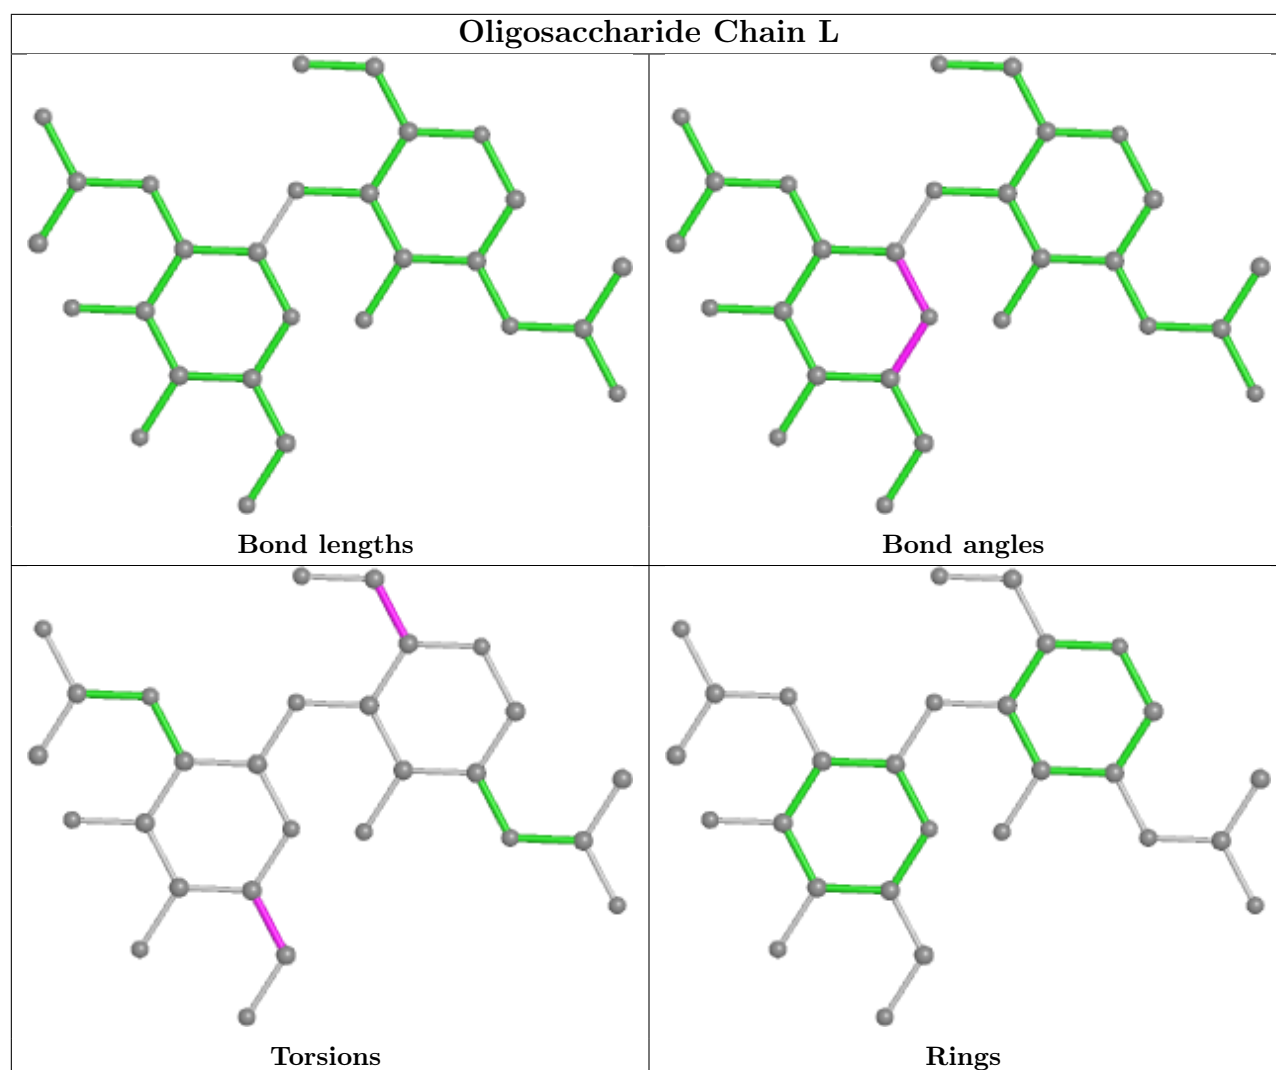 Oligosaccharide Chain L
Bond lengths
Bond angles
Torsions
Rings